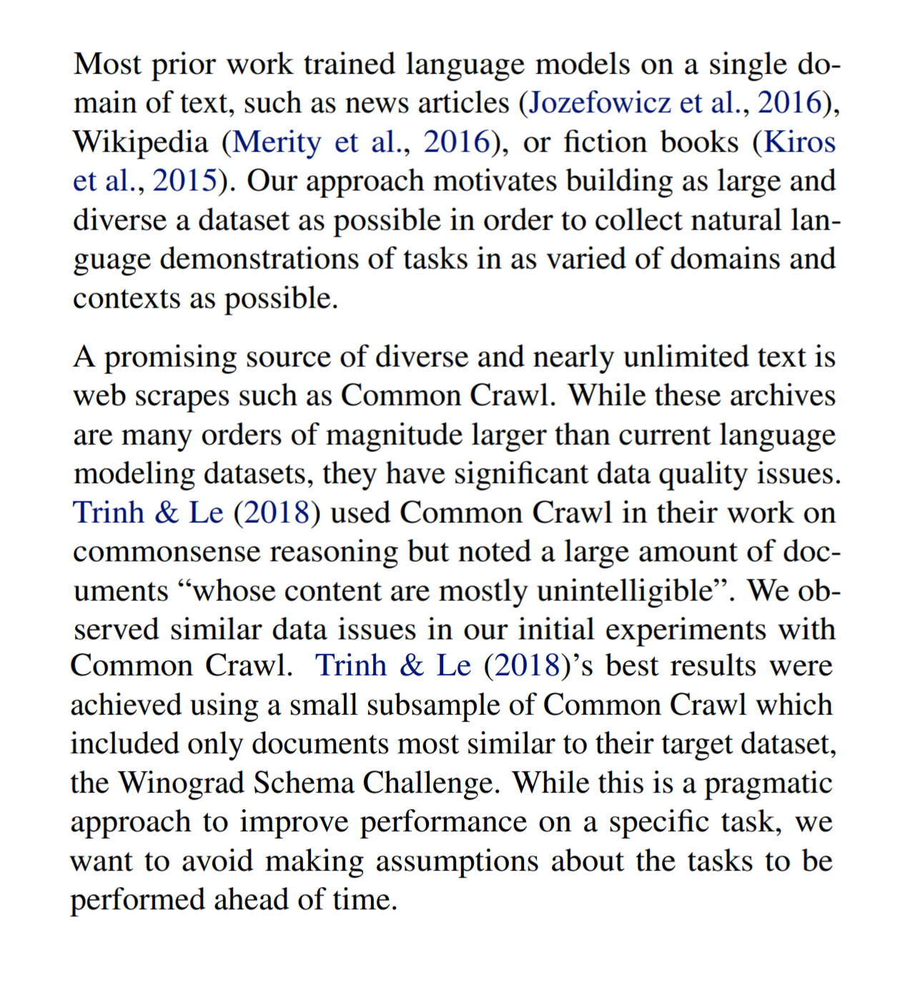 Most prior work trained language models on a single do-
main of text, such as news articles (Jozefowicz et al., 2016),
Wikipedia (Merity et al., 2016), or fiction books (Kiros
et al., 2015). Our approach motivates building as large and
diverse a dataset as possible in order to collect natural lan-
guage demonstrations of tasks in as varied of domains and
contexts as possible.
A promising source of diverse and nearly unlimited text is
web scrapes such as Common Crawl. While these archives
are many orders of magnitude larger than current language
modeling datasets, they have significant data quality issues.
Trinh & Le (2018) used Common Crawl in their work on
commonsense reasoning but noted a large amount of doc-
uments “whose content are mostly unintelligible”. We ob-
served similar data issues in our initial experiments with
Common Crawl. Trinh & Le (2018)’s best results were
achieved using a small subsample of Common Crawl which
included only documents most similar to their target dataset,
the Winograd Schema Challenge. While this is a pragmatic
approach to improve performance on a specific task, we
want to avoid making assumptions about the tasks to be
performed ahead of time.